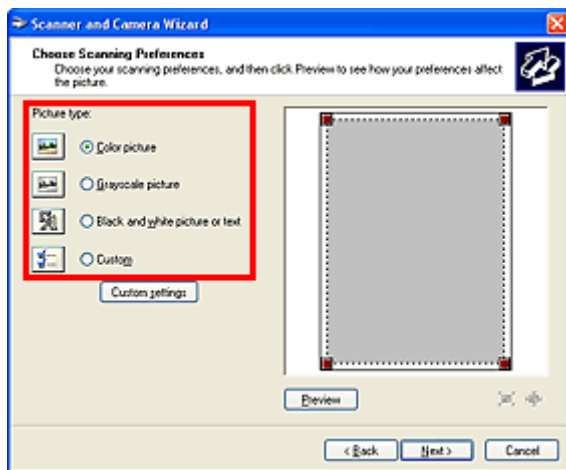 Scanner and Camera Wizard
Choose Scanning Preferences
Choose your scanning preferences, and then click Preview to see how your preferences affect
the picture.
Picture type:
Color picture
Grayscale picture
Black and white picture or text
Custom
Custom settings
Preview
< Back
Next >
Cancel